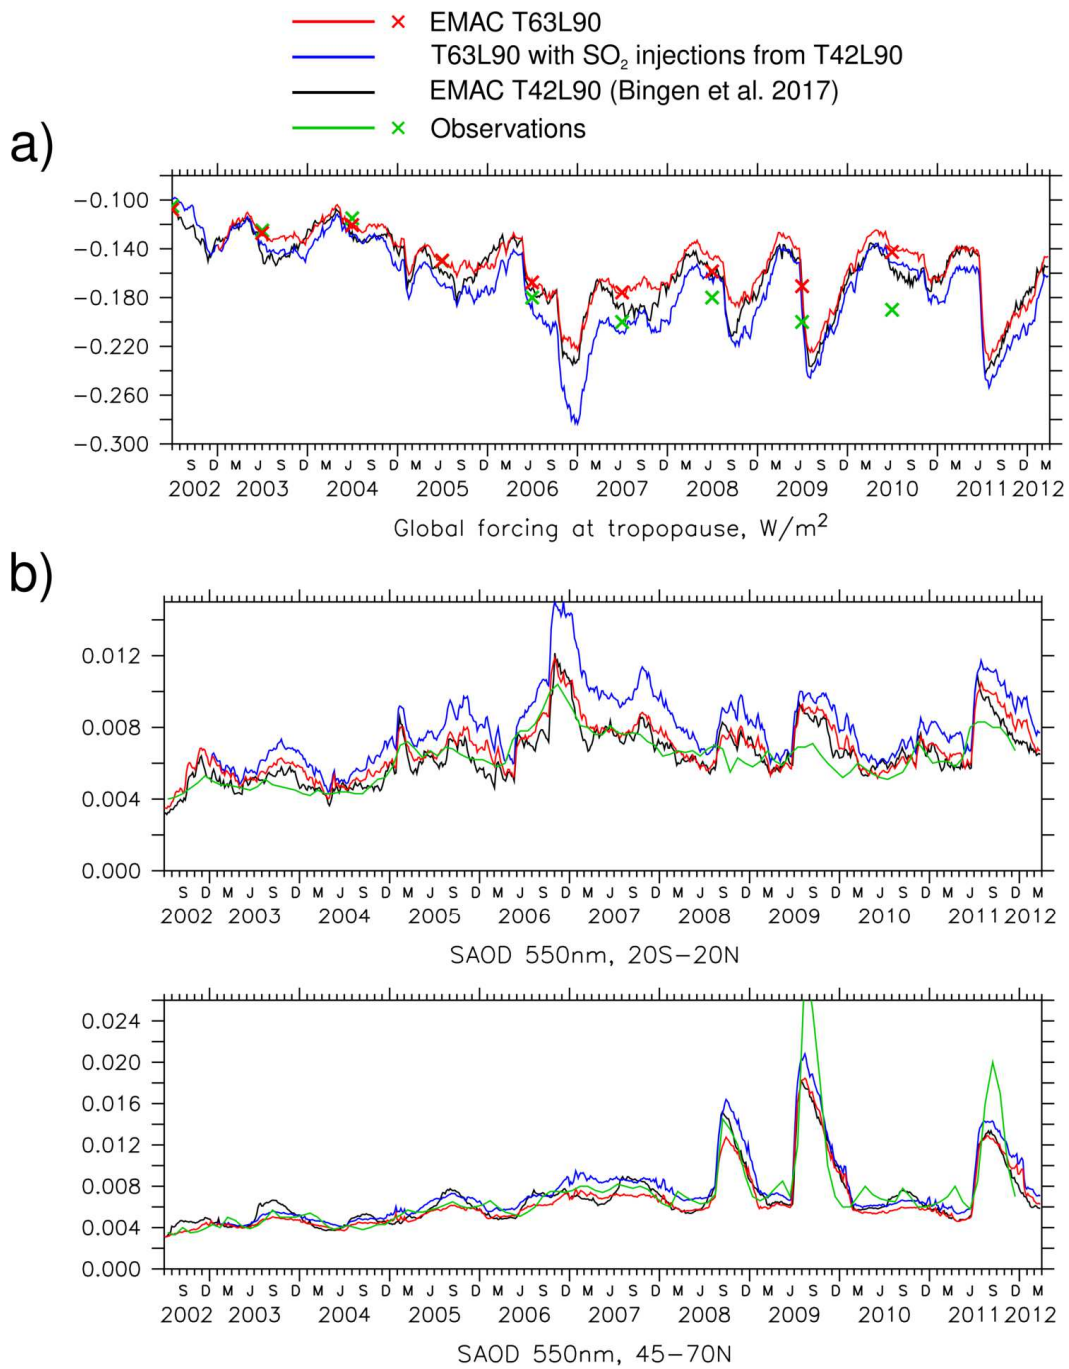 EMAC T63L90
T63L90 with SO₂ injections from T42L90
EMAC T42L90 (Bingen et al. 2017)
Observations
a)
−0.100
−0.140
−0.180
−0.220
−0.260
−0.300
S D M J S D M J S D M J S D M J S D M J S D M J S D M J S D M J S D M J S D M
2002 2003 2004 2005 2006 2007 2008 2009 2010 2011 2012
Global forcing at tropopause, W/m²
b)
0.012
0.008
0.004
0.000
S D M J S D M J S D M J S D M J S D M J S D M J S D M J S D M J S D M J S D M
2002 2003 2004 2005 2006 2007 2008 2009 2010 2011 2012
SAOD 550nm, 20S−20N
0.024
0.020
0.016
0.012
0.008
0.004
0.000
S D M J S D M J S D M J S D M J S D M J S D M J S D M J S D M J S D M J S D M
2002 2003 2004 2005 2006 2007 2008 2009 2010 2011 2012
SAOD 550nm, 45−70N